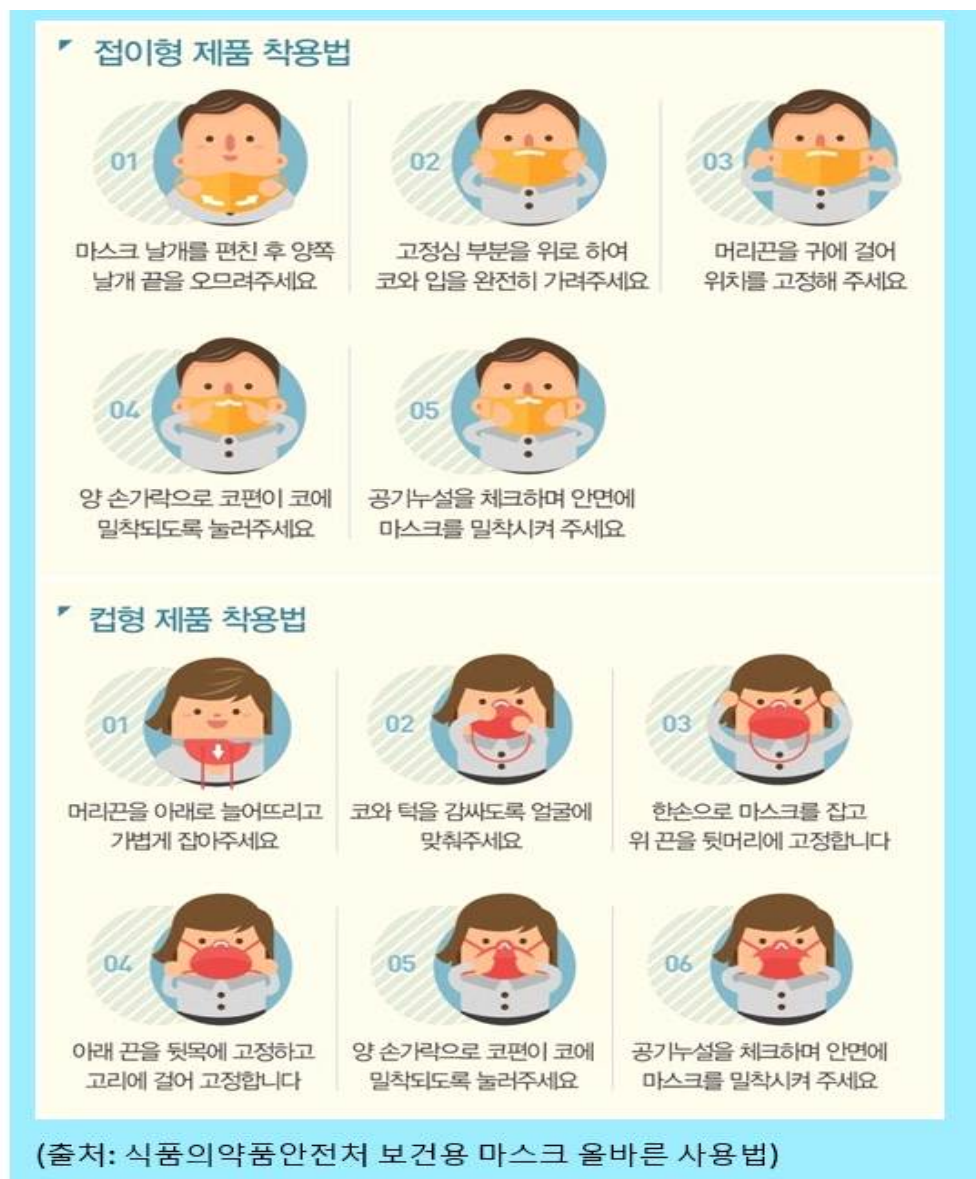 접이형 제품 착용법
01
마스크 날개를 편친 후 양쪽
날개 끝을 오므려주세요
02
고정심 부분을 위로 하여
코와 입을 완전히 가려주세요
03
머리끈을 귀에 걸어
위치를 고정해 주세요
04
양 손가락으로 코편이 코에
밀착되도록 눌러주세요
05
공기누설을 체크하며 안면에
마스크를 밀착시켜 주세요
컵형 제품 착용법
01
머리끈을 아래로 늘어뜨리고
가볍게 잡아주세요
02
코와 턱을 감싸도록 얼굴에
맞춰주세요
03
한손으로 마스크를 잡고
위 끈을 뒷머리에 고정합니다
04
아래 끈을 뒷목에 고정하고
고리에 걸어 고정합니다
05
양 손가락으로 코편이 코에
밀착되도록 눌러주세요
06
공기누설을 체크하며 안면에
마스크를 밀착시켜 주세요
(출처: 식품의약품안전처 보건용 마스크 올바른 사용법)